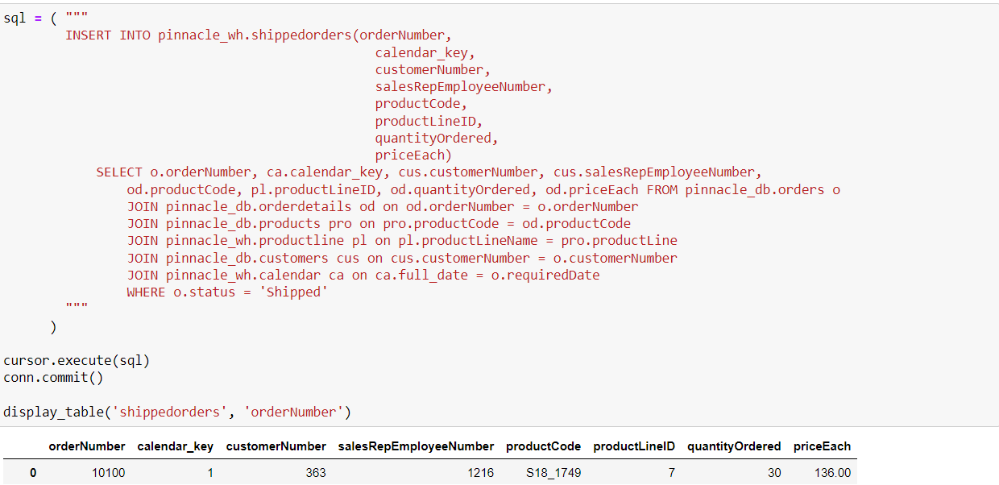 sql = ( """
INSERT INTO pinnacle_wh.shippedorders(orderNumber,
calendar_key,
customerNumber,
salesRepEmployeeNumber,
productCode,
productLineID,
quantityOrdered,
priceEach)
SELECT o.orderNumber, ca.calendar_key, cus.customerNumber, cus.salesRepEmployeeNumber,
od.productCode, pl.productLineID, od.quantityOrdered, od.priceEach FROM pinnacle_db.orders o
JOIN pinnacle_db.orderdetails od on od.orderNumber = o.orderNumber
JOIN pinnacle_db.products pro on pro.productCode = od.productCode
JOIN pinnacle_wh.productline pl on pl.productLineName = pro.productLine
JOIN pinnacle_db.customers cus on cus.customerNumber = o.customerNumber
JOIN pinnacle_wh.calendar ca on ca.full_date = o.requiredDate
WHERE o.status = 'Shipped'
"""
)
cursor.execute(sql)
conn.commit()
display_table('shippedorders', 'orderNumber')
orderNumber calendar_key customerNumber salesRepEmployeeNumber productCode productLineID quantityOrdered priceEach
0 10100 1 363 1216 S18_1749 7 30 136.00